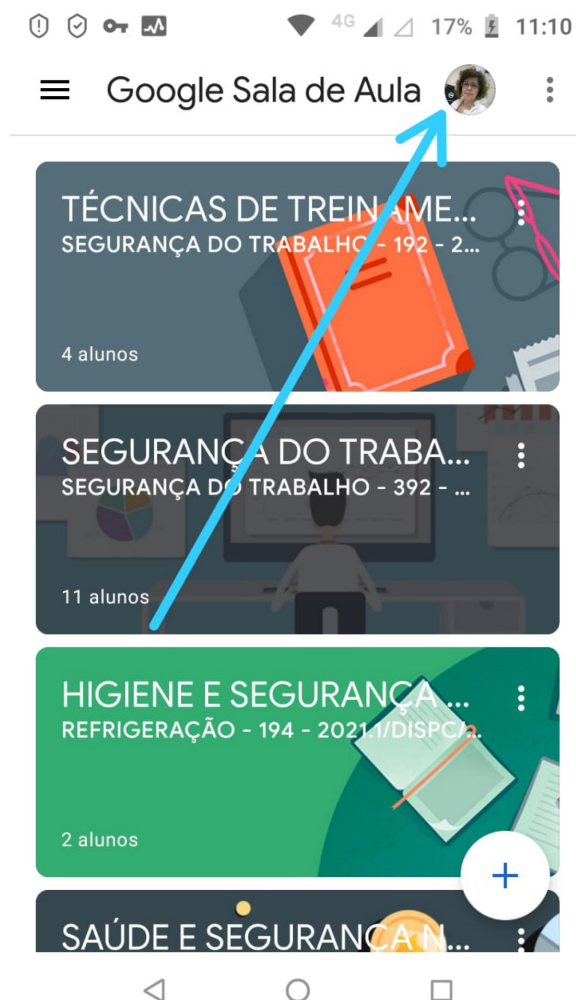 4G 17% 11:10
Google Sala de Aula
TÉCNICAS DE TREINAME...
SEGURANÇA DO TRABALHO - 192 - 2...
4 alunos
SEGURANÇA DO TRABA...
SEGURANÇA DO TRABALHO - 392 - ...
11 alunos
HIGIENE E SEGURANÇA ...
REFRIGERAÇÃO - 194 - 2021.1/DISPC/...
2 alunos
SAÚDE E SEGURANÇA N...